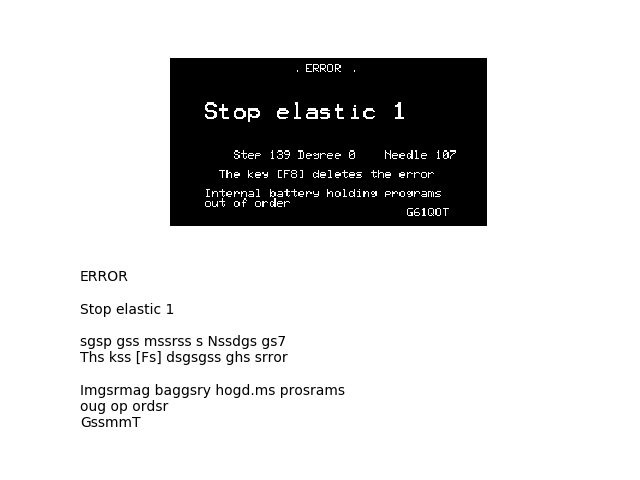 . ERROR .
Stop elastic 1
Step 139 Degree 0 Needle 107
The key [F8] deletes the error
Internal battery holding programs
out of order
G61Q0T
ERROR
Stop elastic 1
sgsp gss mssrss s Nssdgs gs7
Ths kss [Fs] dsgsgss ghs srror
Imgsrmag baggsry hogd.ms prosrams
oug op ordsr
GssmmT